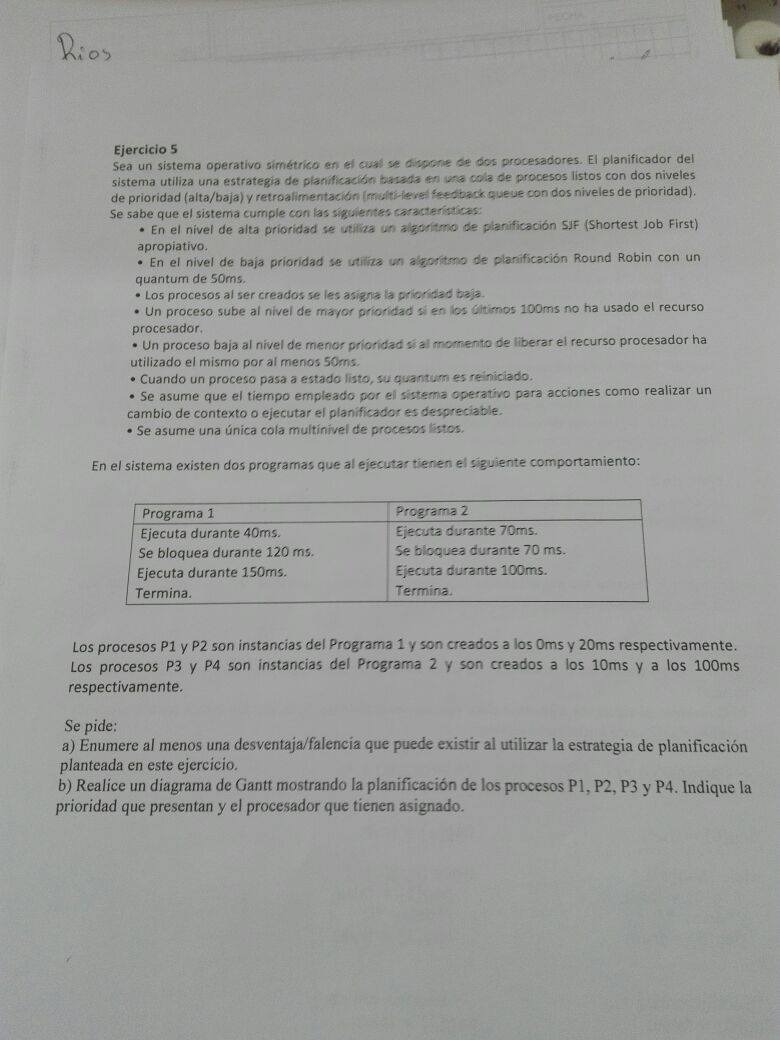 FECHA
Rios
Ejercicio 5
Sea un sistema operativo simétrico en el cual se dispone de dos procesadores. El planificador del
sistema utiliza una estrategia de planificación basada en una cola de procesos listos con dos niveles
de prioridad (alta/baja) y retroalimentación (multi-level feedback queue con dos niveles de prioridad).
Se sabe que el sistema cumple con las siguientes características:
• En el nivel de alta prioridad se utiliza un algoritmo de planificación SJF (Shortest Job First)
apropiativo.
• En el nivel de baja prioridad se utiliza un algoritmo de planificación Round Robin con un
quantum de 50ms.
• Los procesos al ser creados se les asigna la prioridad baja.
• Un proceso sube al nivel de mayor prioridad si en los últimos 100ms no ha usado el recurso
procesador.
• Un proceso baja al nivel de menor prioridad si al momento de liberar el recurso procesador ha
utilizado el mismo por al menos 50ms.
• Cuando un proceso pasa a estado listo, su quantum es reiniciado.
• Se asume que el tiempo empleado por el sistema operativo para acciones como realizar un
cambio de contexto o ejecutar el planificador es despreciable.
• Se asume una única cola multinivel de procesos listos.
En el sistema existen dos programas que al ejecutar tienen el siguiente comportamiento:
Programa 1 Programa 2
Ejecuta durante 40ms. Ejecuta durante 70ms.
Se bloquea durante 120 ms. Se bloquea durante 70 ms.
Ejecuta durante 150ms. Ejecuta durante 100ms.
Termina. Termina.
Los procesos P1 y P2 son instancias del Programa 1 y son creados a los 0ms y 20ms respectivamente.
Los procesos P3 y P4 son instancias del Programa 2 y son creados a los 10ms y a los 100ms
respectivamente.
Se pide:
a) Enumere al menos una desventaja/falencia que puede existir al utilizar la estrategia de planificación
planteada en este ejercicio.
b) Realice un diagrama de Gantt mostrando la planificación de los procesos P1, P2, P3 y P4. Indique la
prioridad que presentan y el procesador que tienen asignado.